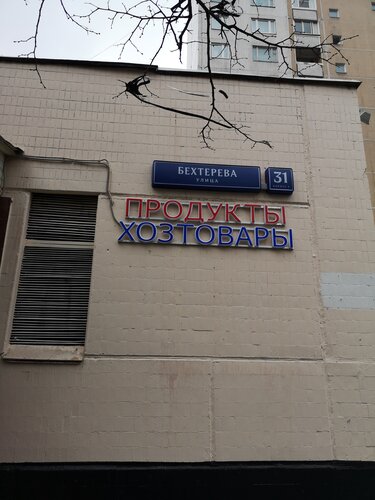 БЕХТЕРЕВА
УЛИЦА
31
ПРОДУКТЫ
ХОЗТОВАРЫ